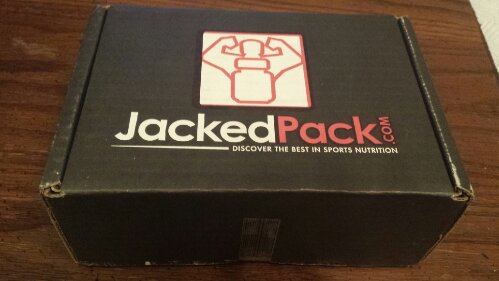 JackedPack.COM
DISCOVER THE BEST IN SPORTS NUTRITION